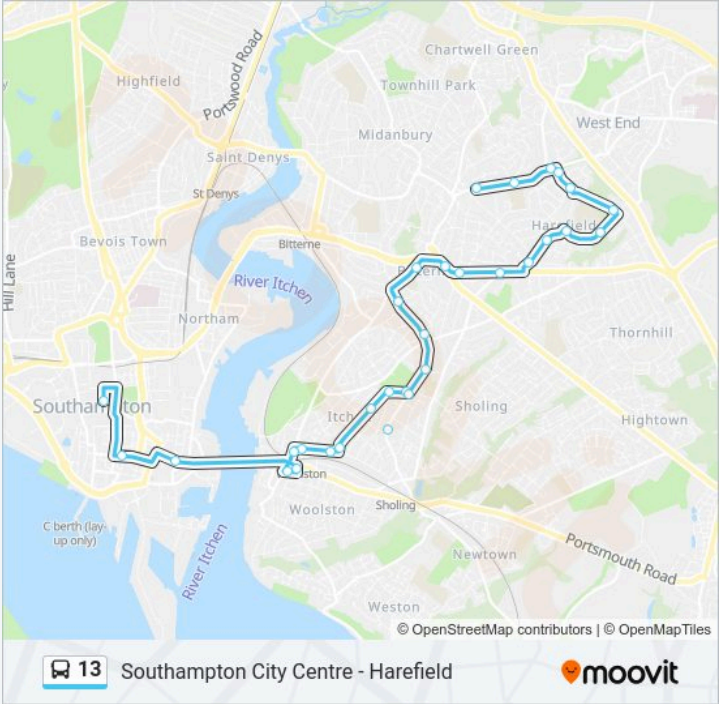 Chartwell Green
Portswood Road
Highfield
Townhill Park
West End
Midanbury
Saint Denys
St Denys
Bevois Town
Bitterne
Hill Lane
River Itchen
Northam
Thornhill
Southampton
Sholing
Hightown
C berth (lay-
up only)
Woolston
Sholing
River Itchen
Newtown
Portsmouth Road
Weston
© OpenStreetMap contributors | © OpenMapTiles
13 Southampton City Centre - Harefield
moovit